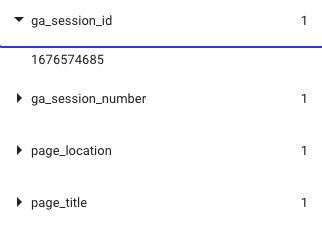 ga_session_id 1
1676574685
ga_session_number 1
page_location 1
page_title 1